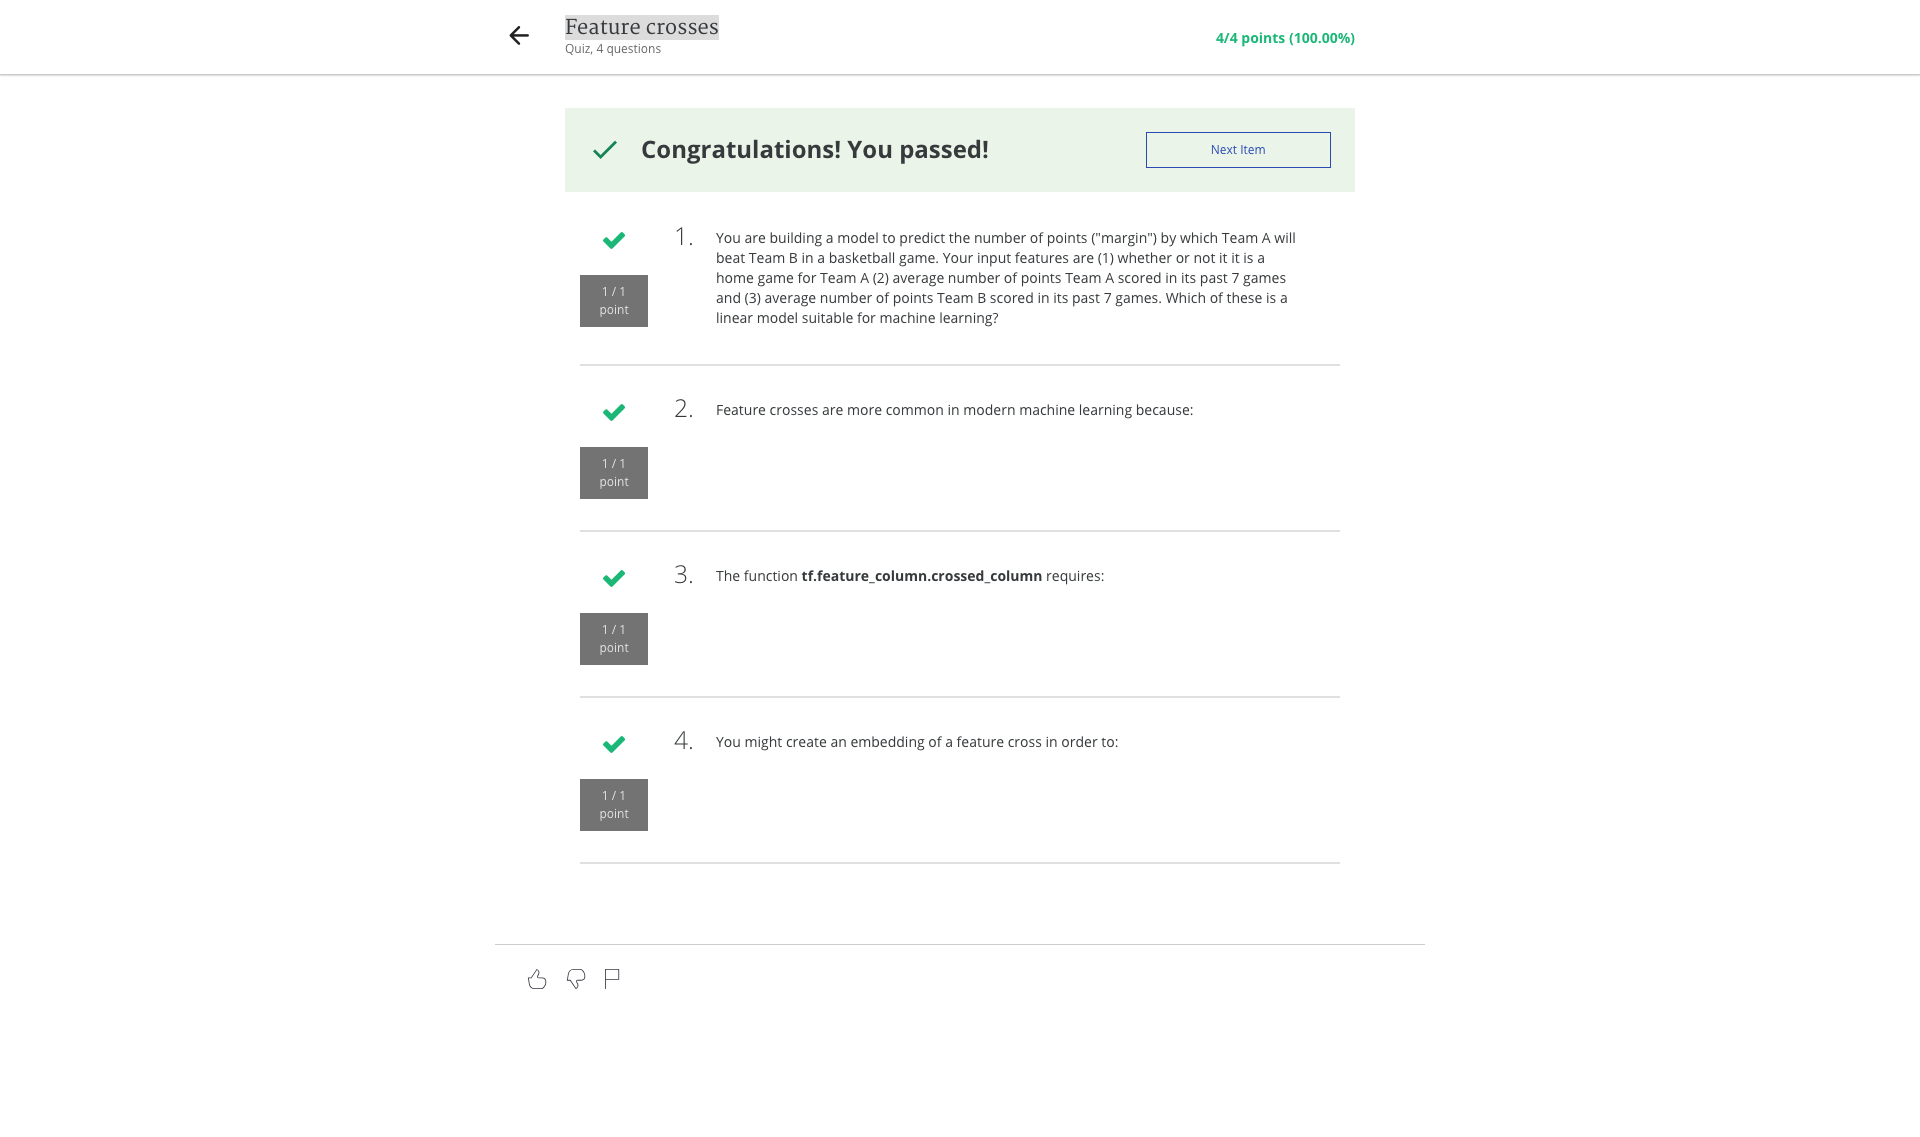 Feature crosses
Quiz, 4 questions
4/4 points (100.00%)
Congratulations! You passed!
Next Item
1 / 1
point
1.
You are building a model to predict the number of points ("margin") by which Team A will
beat Team B in a basketball game. Your input features are (1) whether or not it it is a
home game for Team A (2) average number of points Team A scored in its past 7 games
and (3) average number of points Team B scored in its past 7 games. Which of these is a
linear model suitable for machine learning?
1 / 1
point
2.
Feature crosses are more common in modern machine learning because:
1 / 1
point
3.
The function tf.feature_column.crossed_column requires:
1 / 1
point
4.
You might create an embedding of a feature cross in order to: